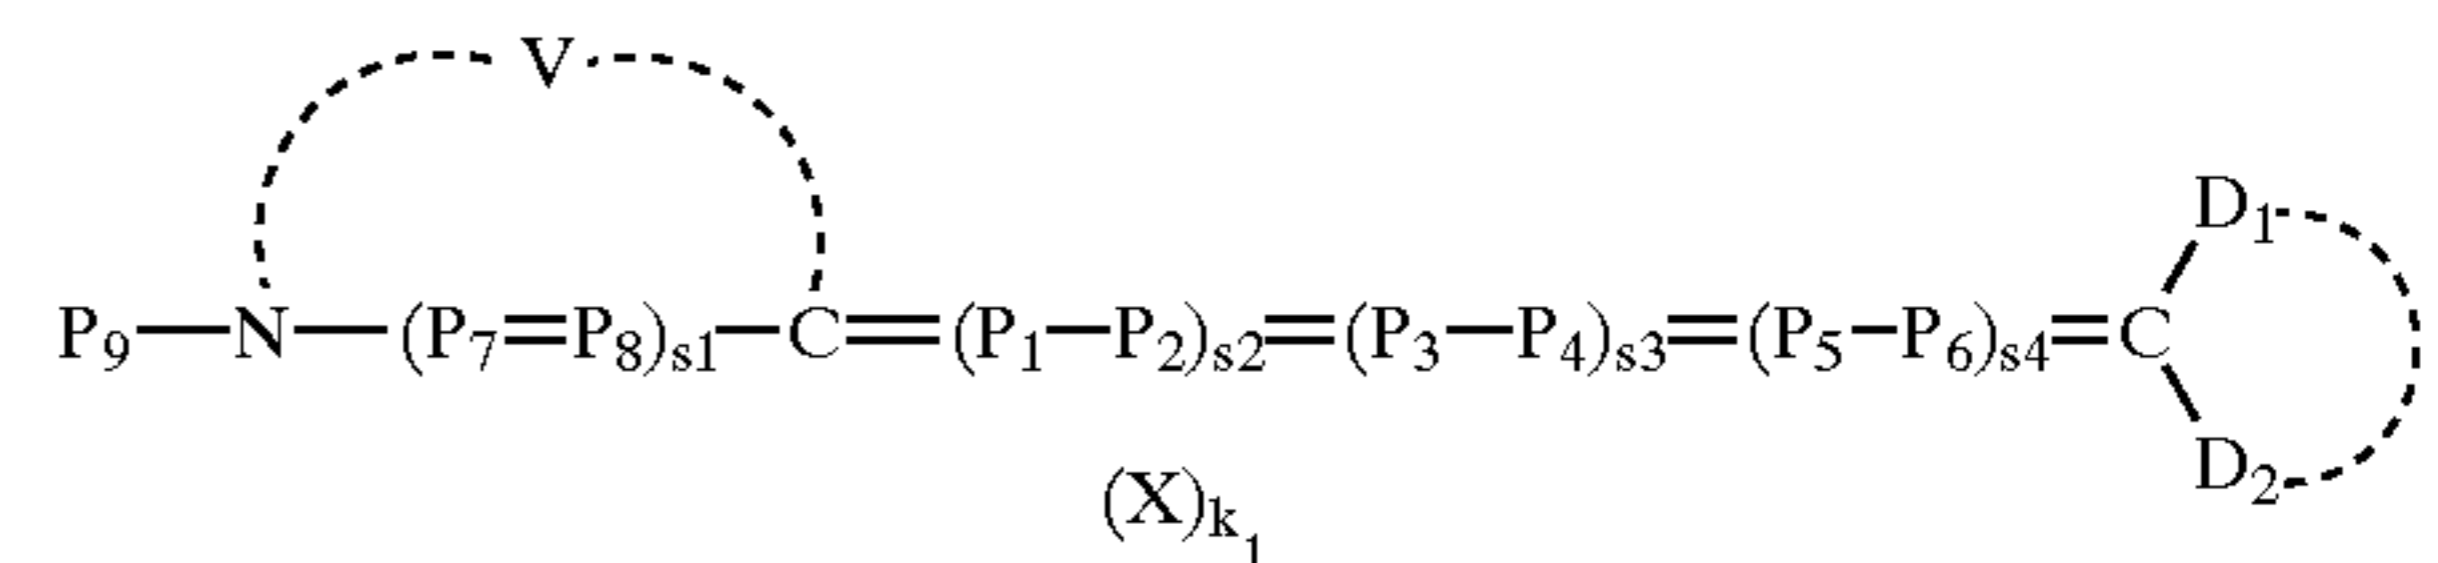 V
D₁
P₉—N—(P₇=P₈)ₛ₁—C=(P₁—P₂)ₛ₂=(P₃—P₄)ₛ₃=(P₅—P₆)ₛ₄=C
D₂
(X)k₁